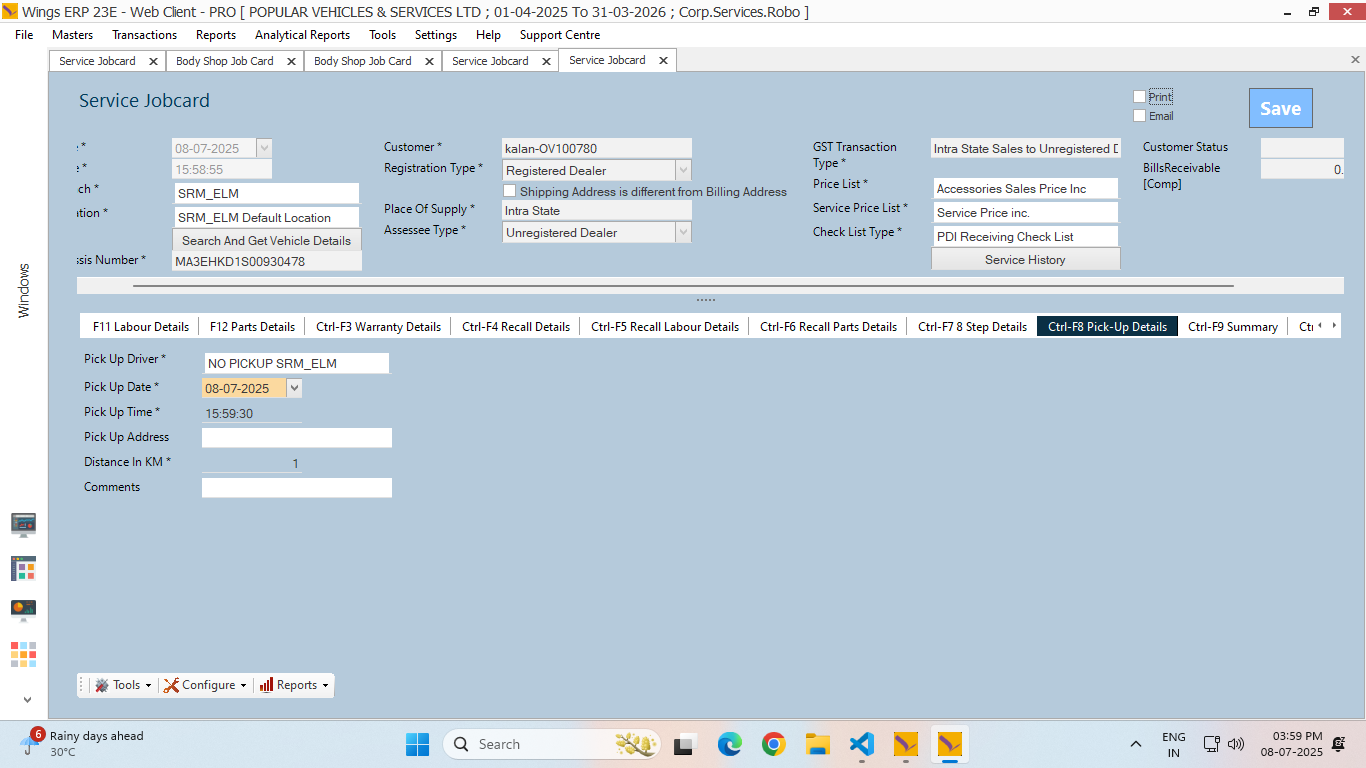 Wings ERP 23E - Web Client - PRO [ POPULAR VEHICLES & SERVICES LTD ; 01-04-2025 To 31-03-2026 ; Corp.Services.Robo ]
File Masters Transactions Reports Analytical Reports Tools Settings Help Support Centre
Service Jobcard Body Shop Job Card Body Shop Job Card Service Jobcard Service Jobcard
Service Jobcard
Print
Email
Save
08-07-2025
15:58:55
SRM_ELM
SRM_ELM Default Location
Search And Get Vehicle Details
ssis Number * MA3EHKD1S00930478
Customer * kalan-OV100780
Registration Type * Registered Dealer
Shipping Address is different from Billing Address
Place Of Supply * Intra State
Assessee Type * Unregistered Dealer
GST Transaction Type * Intra State Sales to Unregistered D
Price List * Accessories Sales Price Inc
Service Price List * Service Price inc.
Check List Type * PDI Receiving Check List
Service History
Customer Status
BillsReceivable [Comp] 0.
Windows
F11 Labour Details F12 Parts Details Ctrl-F3 Warranty Details Ctrl-F4 Recall Details Ctrl-F5 Recall Labour Details Ctrl-F6 Recall Parts Details Ctrl-F7 8 Step Details Ctrl-F8 Pick-Up Details Ctrl-F9 Summary
Pick Up Driver * NO PICKUP SRM_ELM
Pick Up Date * 08-07-2025
Pick Up Time * 15:59:30
Pick Up Address
Distance In KM * 1
Comments
Tools Configure Reports
6
Rainy days ahead
30°C
Search
ENG
IN
03:59 PM
08-07-2025